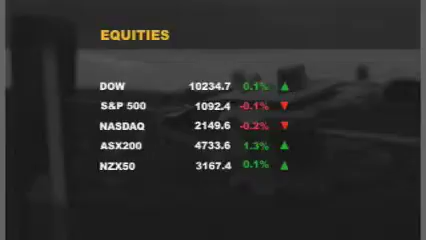 EQUITIES
DOW 10234.7 0.1% ▲
S&P 500 1092.4 -0.1% ▼
NASDAQ 2149.6 -0.2% ▼
ASX200 4733.6 1.3% ▲
NZX50 3167.4 0.1% ▲